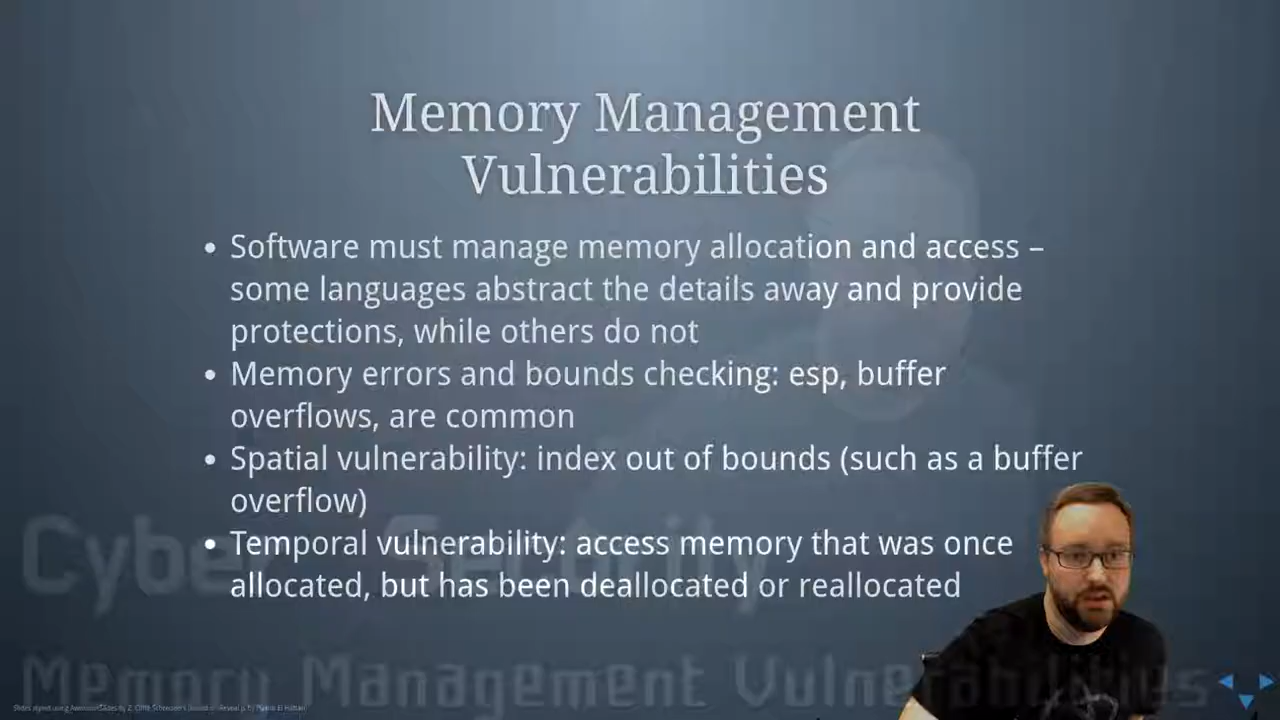 Memory Management
Vulnerabilities
• Software must manage memory allocation and access –
some languages abstract the details away and provide
protections, while others do not
• Memory errors and bounds checking: esp, buffer
overflows, are common
• Spatial vulnerability: index out of bounds (such as a buffer
overflow)
• Temporal vulnerability: access memory that was once
allocated, but has been deallocated or reallocated
Cyber Security
Memory Management Vulnerabilities